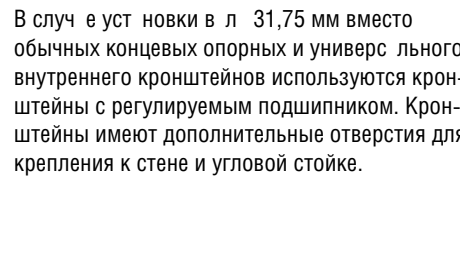 В случ е уст новки в л 31,75 мм вместо
обычных концевых опорных и универс льного
внутреннего кронштейнов используются крон-
штейны с регулируемым подшипником. Крон-
штейны имеют дополнительные отверстия для
крепления к стене и угловой стойке.